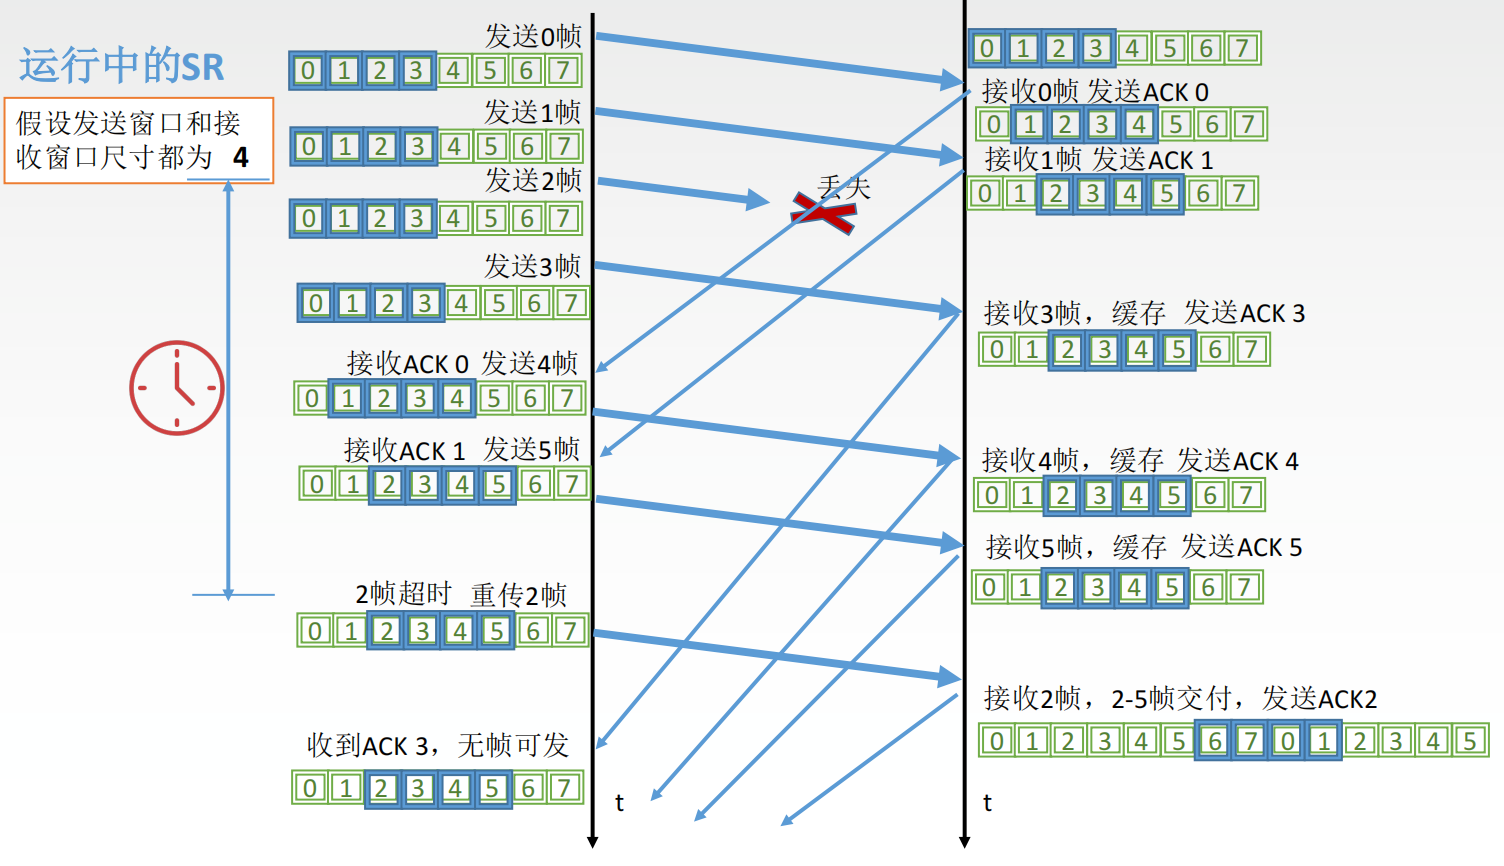 运行中的SR
假设发送窗口和接
收窗口尺寸都为 4
发送0帧
0 1 2 3 4 5 6 7
发送1帧
0 1 2 3 4 5 6 7
发送2帧
0 1 2 3 4 5 6 7
发送3帧
0 1 2 3 4 5 6 7
接收ACK 0 发送4帧
0 1 2 3 4 5 6 7
接收ACK 1 发送5帧
0 1 2 3 4 5 6 7
2帧超时 重传2帧
0 1 2 3 4 5 6 7
收到ACK 3，无帧可发
0 1 2 3 4 5 6 7
丢失
t
0 1 2 3 4 5 6 7
接收0帧 发送ACK 0
0 1 2 3 4 5 6 7
接收1帧 发送ACK 1
0 1 2 3 4 5 6 7
接收3帧，缓存 发送ACK 3
0 1 2 3 4 5 6 7
接收4帧，缓存 发送ACK 4
0 1 2 3 4 5 6 7
接收5帧，缓存 发送ACK 5
0 1 2 3 4 5 6 7
接收2帧，2-5帧交付，发送ACK2
0 1 2 3 4 5 6 7 0 1 2 3 4 5
t